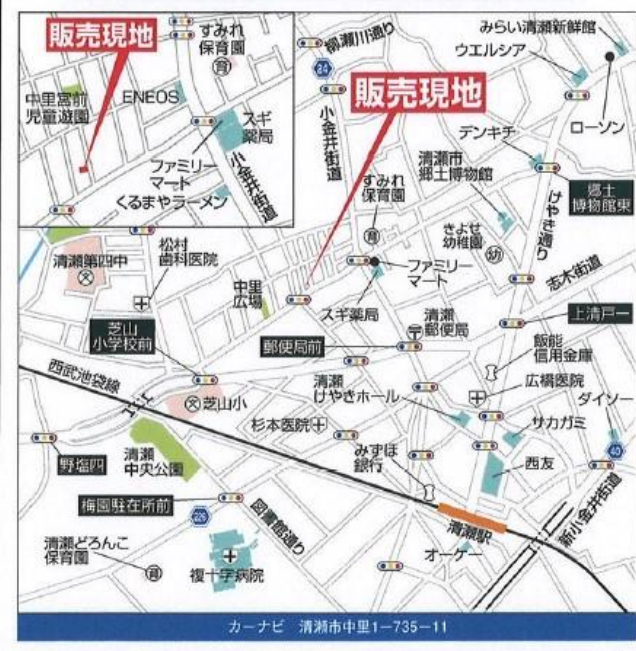 販売現地
すみれ
保育園
育
中里宮前
児童遊園
ENEOS
スギ
薬局
ファミリー
マート
くるまやラーメン
小金井街道
柳瀬川通り
24
小金井街道
みらい清瀬新鮮館
ウエルシア
ローソン
販売現地
デンキチ
清瀬市
郷土博物館
郷土
博物館東
けやき通り
すみれ
保育園
育
きよせ
幼稚園
幼
志木街道
清瀬第四中
文
松村
歯科医院
中里
広場
ファミリー
マート
スギ薬局
清瀬
郵便局
上清戸一
芝山
小学校前
郵便局前
飯能
信用金庫
西武池袋線
文
芝山小
清瀬
けやきホール
広橋医院
ダイソー
杉本医院
サカガミ
野塩四
清瀬
中央公園
みずほ
銀行
西友
40
梅園駐在所前
226
図書館通り
清瀬駅
新小金井街道
清瀬どろんこ
保育園
複十字病院
オーケー
カーナビ 清瀬市中里1-735-11